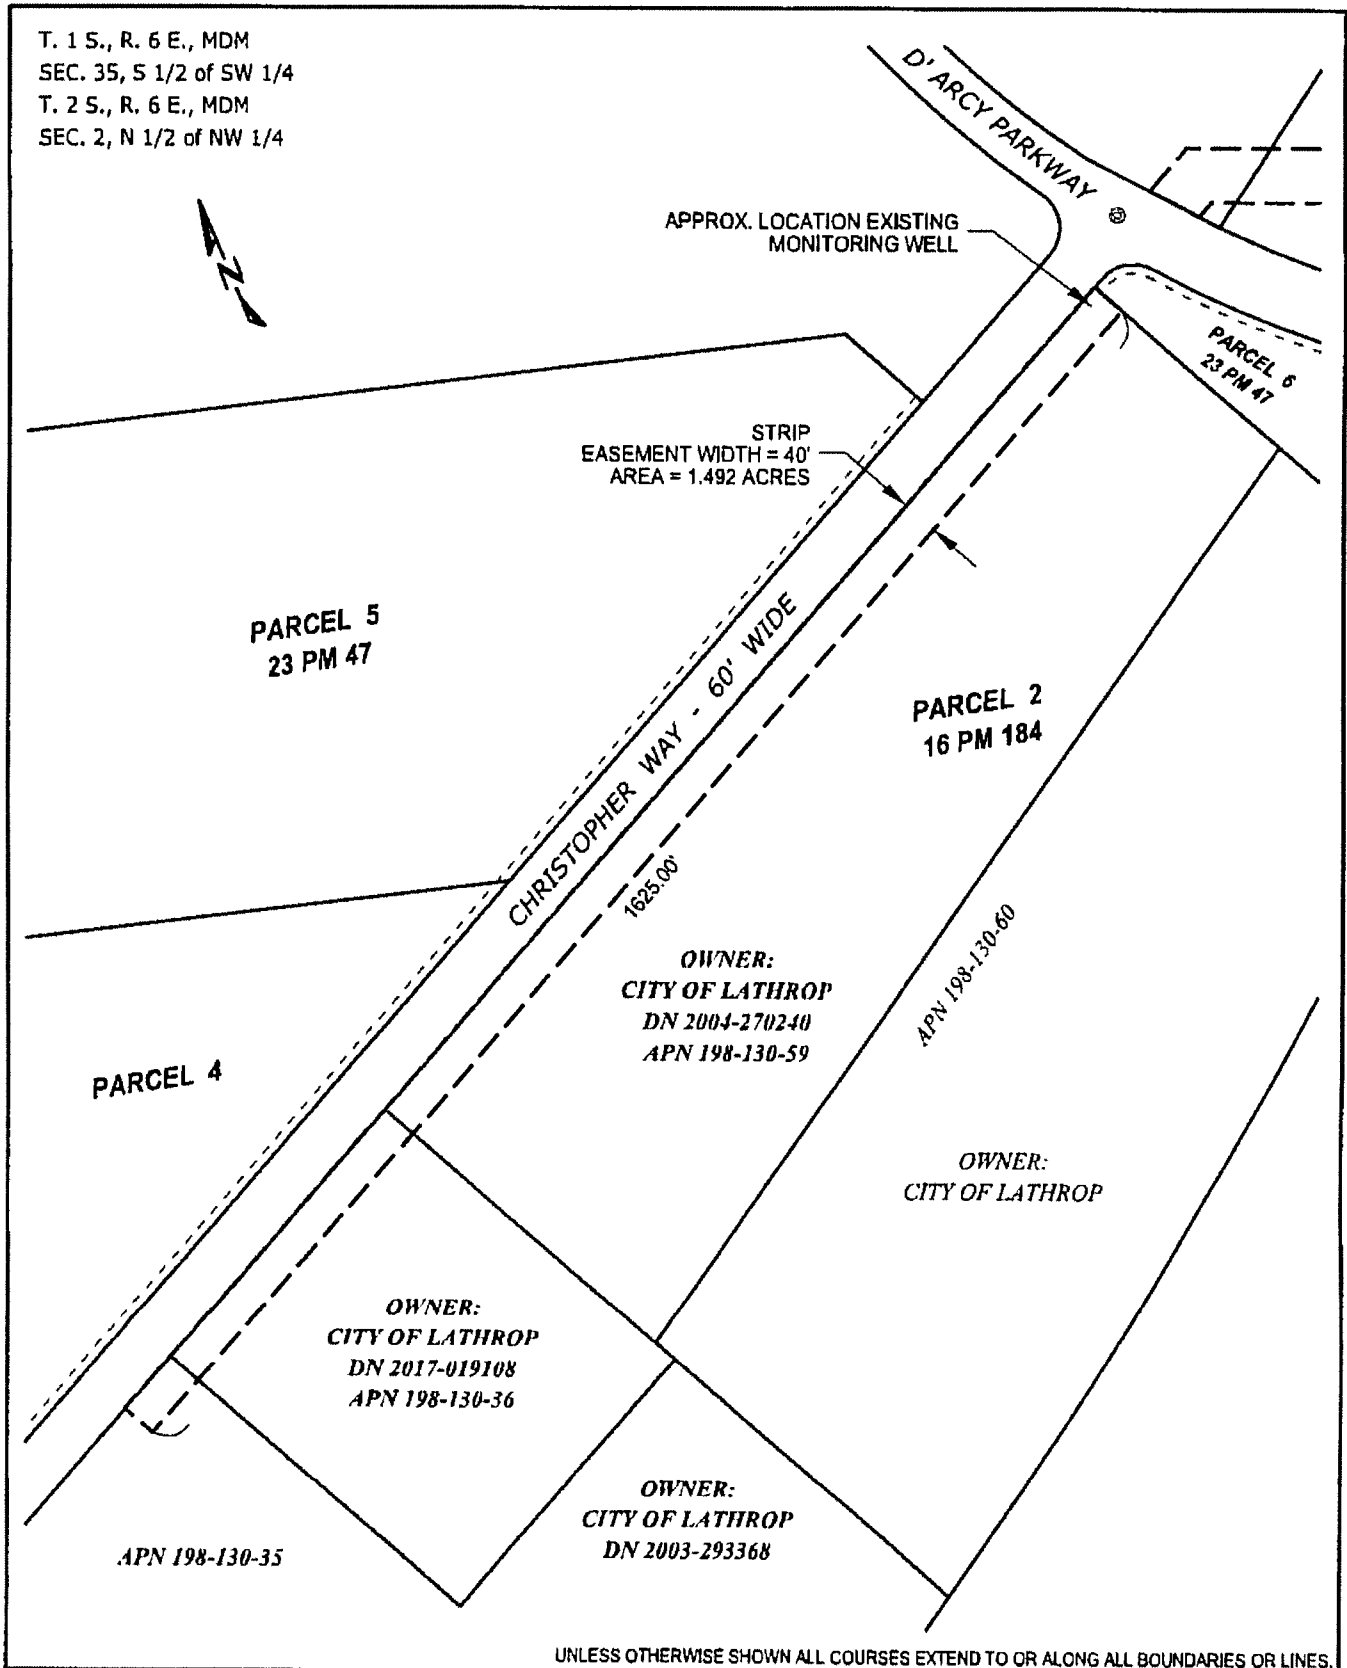 T. 1 S., R. 6 E., MDM
SEC. 35, S 1/2 of SW 1/4
T. 2 S., R. 6 E., MDM
SEC. 2, N 1/2 of NW 1/4
D' ARCY PARKWAY
N
APPROX. LOCATION EXISTING
MONITORING WELL
PARCEL 6
23 PM 47
STRIP
EASEMENT WIDTH = 40'
AREA = 1.492 ACRES
PARCEL 5
23 PM 47
CHRISTOPHER WAY - 60' WIDE
PARCEL 2
16 PM 184
1625.00'
OWNER:
CITY OF LATHROP
DN 2004-270240
APN 198-130-59
APN 198-130-60
PARCEL 4
OWNER:
CITY OF LATHROP
OWNER:
CITY OF LATHROP
DN 2017-019108
APN 198-130-36
OWNER:
CITY OF LATHROP
DN 2003-293368
APN 198-130-35
UNLESS OTHERWISE SHOWN ALL COURSES EXTEND TO OR ALONG ALL BOUNDARIES OR LINES.